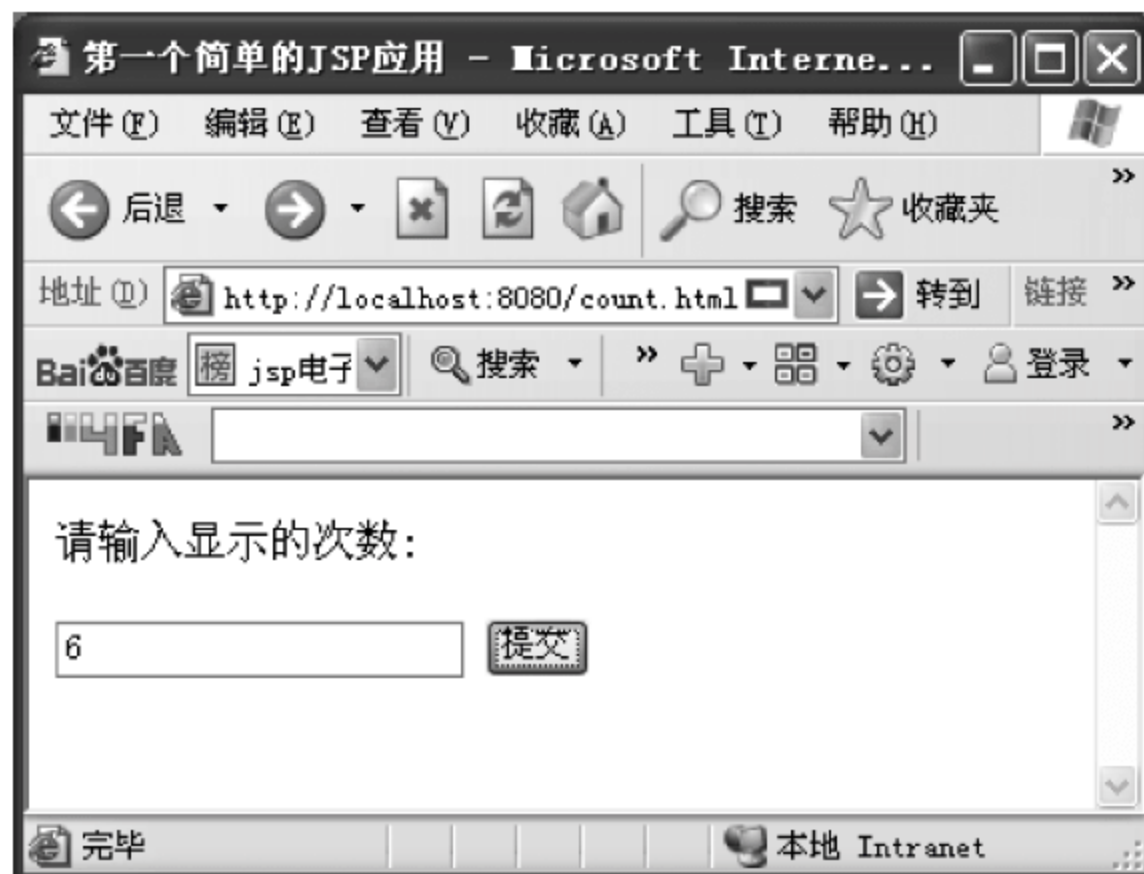 第一个简单的JSP应用 - Microsoft Interne...
文件(F) 编辑(E) 查看(V) 收藏(A) 工具(T) 帮助(H)
后退 搜索 收藏夹 »
地址(D) http://localhost:8080/count.html 转到 链接 »
Bai百度 榜 jsp电子 搜索 » 登录
»
请输入显示的次数:
6 提交
完毕 本地 Intranet